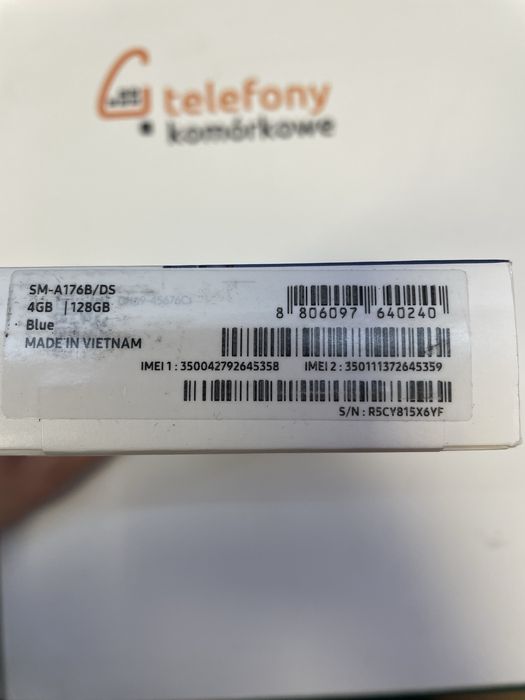 telefony
komórkowe
SM-A176B/DS
4GB | 128GB
Blue
MADE IN VIETNAM
8 806097 640240
IMEI 1 : 350042792645358 IMEI 2 : 350111372645359
S/N : R5CY815X6YF